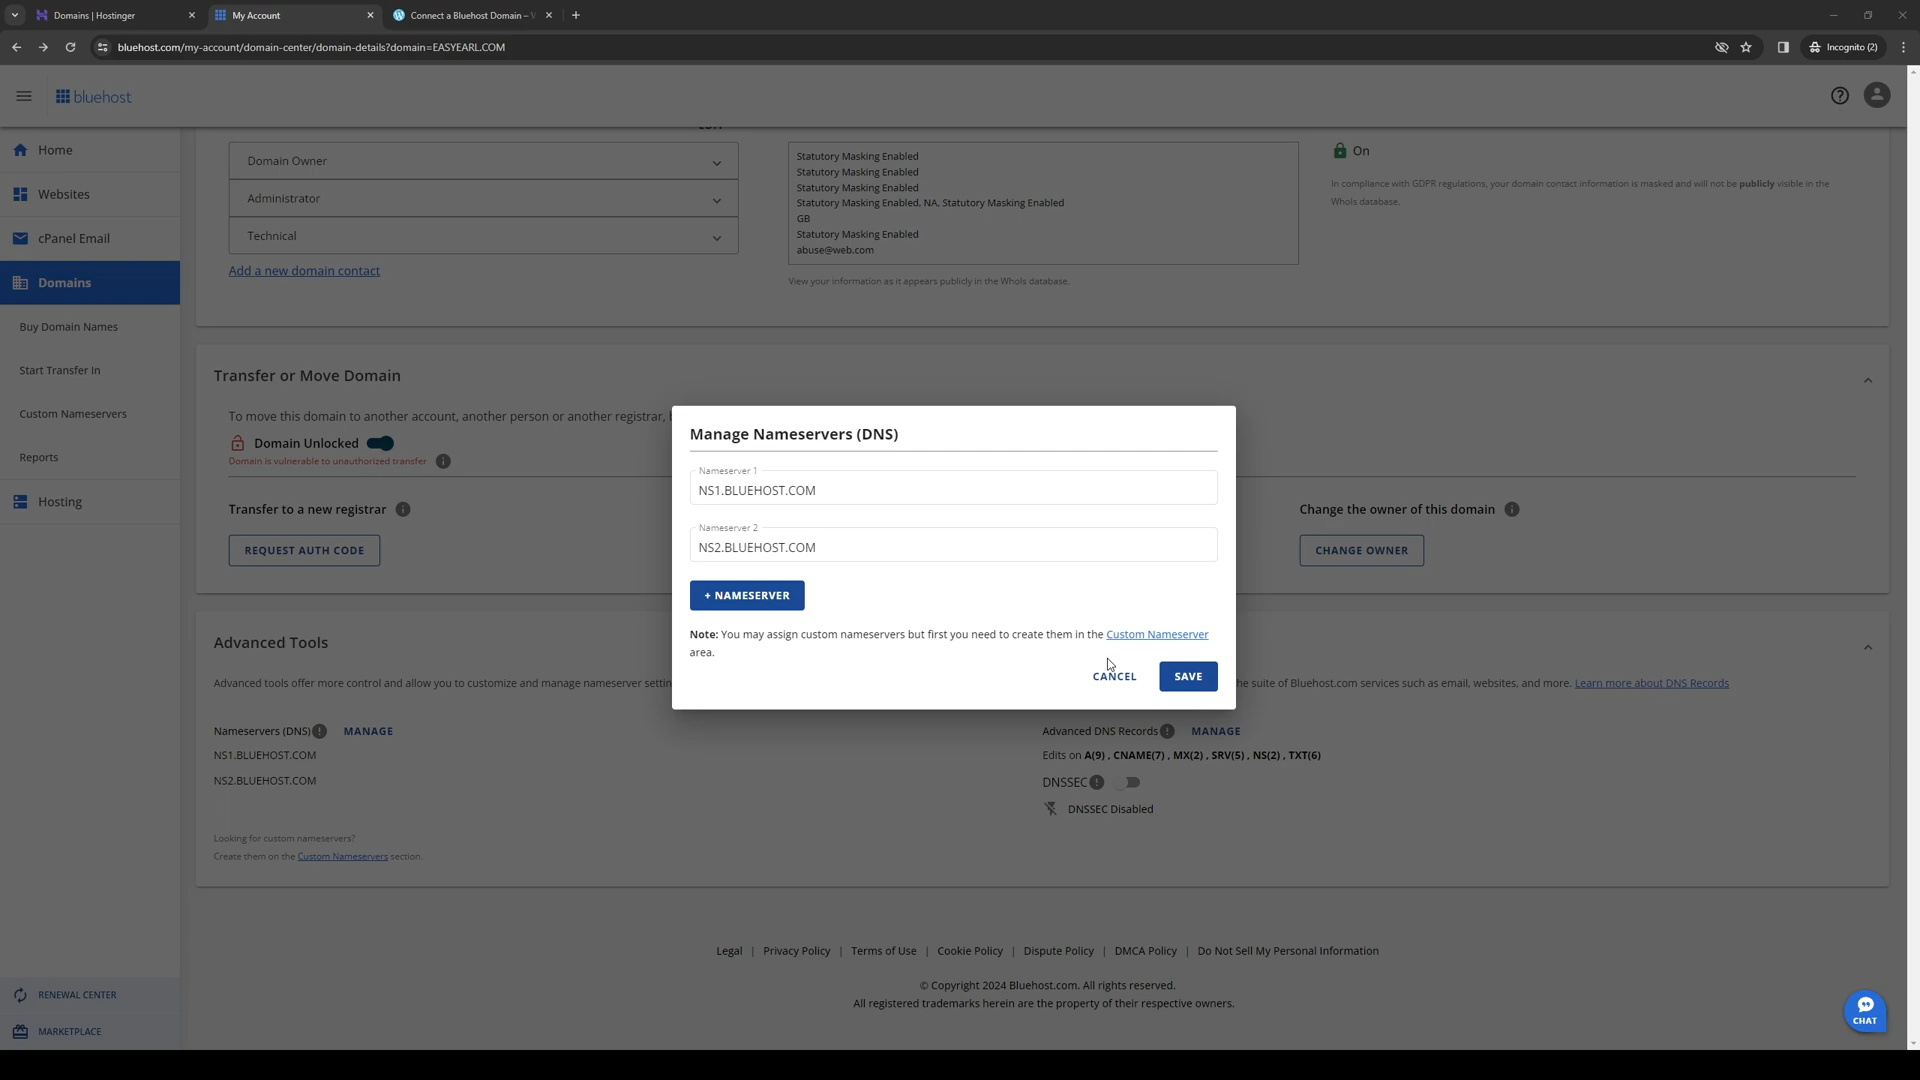 Domains | Hostinger
My Account
Connect a Bluehost Domain –
bluehost.com/my-account/domain-center/domain-details?domain=EASYEARL.COM
Incognito (2)
bluehost
Home
Websites
cPanel Email
Domains
Buy Domain Names
Start Transfer In
Custom Nameservers
Reports
Hosting
RENEWAL CENTER
MARKETPLACE
Domain Owner
Administrator
Technical
Add a new domain contact
Statutory Masking Enabled
Statutory Masking Enabled
Statutory Masking Enabled
Statutory Masking Enabled, NA, Statutory Masking Enabled
GB
Statutory Masking Enabled
abuse@web.com
View your information as it appears publicly in the WhoIs database.
On
In compliance with GDPR regulations, your domain contact information is masked and will not be publicly visible in the
WhoIs database.
Transfer or Move Domain
To move this domain to another account, another person or another registrar,
Domain Unlocked
Domain is vulnerable to unauthorized transfer
Transfer to a new registrar
REQUEST AUTH CODE
Change the owner of this domain
CHANGE OWNER
Manage Nameservers (DNS)
Nameserver 1
NS1.BLUEHOST.COM
Nameserver 2
NS2.BLUEHOST.COM
+ NAMESERVER
Note: You may assign custom nameservers but first you need to create them in the Custom Nameserver
area.
CANCEL
SAVE
Advanced Tools
Advanced tools offer more control and allow you to customize and manage nameserver
he suite of Bluehost.com services such as email, websites, and more. Learn more about DNS Records
Nameservers (DNS) MANAGE
NS1.BLUEHOST.COM
NS2.BLUEHOST.COM
Looking for custom nameservers?
Create them on the Custom Nameservers section.
Advanced DNS Records MANAGE
Edits on A(9) , CNAME(7) , MX(2) , SRV(5) , NS(2) , TXT(6)
DNSSEC
DNSSEC Disabled
Legal | Privacy Policy | Terms of Use | Cookie Policy | Dispute Policy | DMCA Policy | Do Not Sell My Personal Information
© Copyright 2024 Bluehost.com. All rights reserved.
All registered trademarks herein are the property of their respective owners.
CHAT